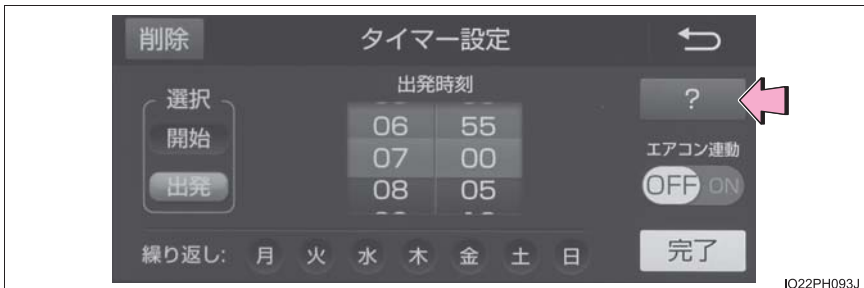 削除 タイマー設定
選択
開始
出発
出発時刻
06 55
07 00
08 05
?
エアコン連動
OFF ON
繰り返し: 月 火 水 木 金 土 日
完了
IO22PH093J